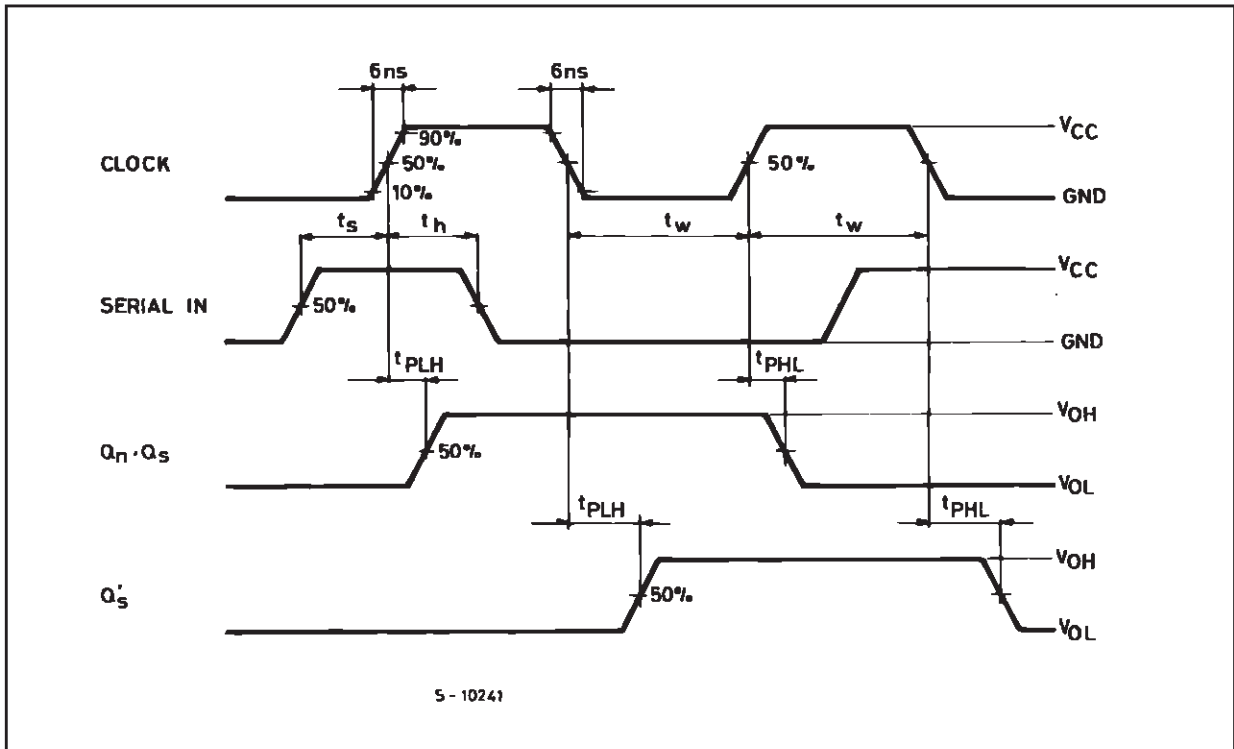 6ns 6ns
90% VCC
CLOCK 50% 50%
10% GND
ts th tw tw
VCC
SERIAL IN 50%
GND
tPLH tPHL
VOH
Qn · Qs 50%
VOL
tPLH tPHL
VOH
Q's 50%
VOL
S-10241